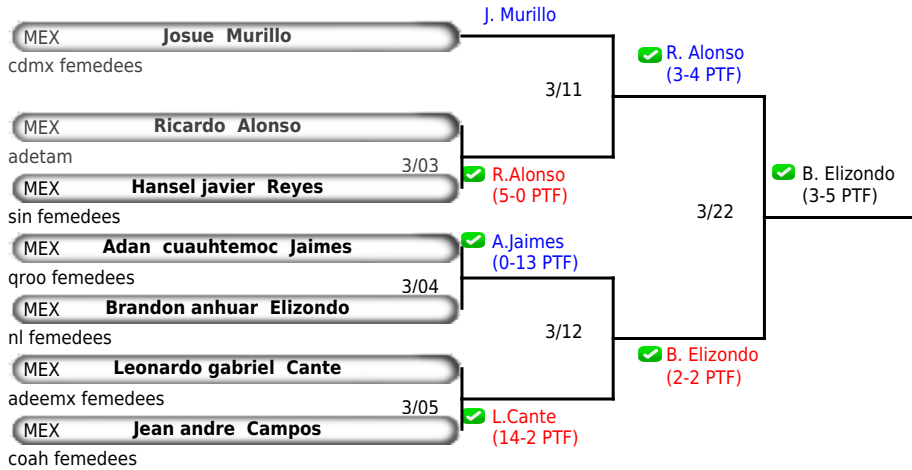 J. Murillo
MEX Josue Murillo
cdmx femedees
R. Alonso
(3-4 PTF)
3/11
MEX Ricardo Alonso
adetam
3/03
R.Alonso
(5-0 PTF)
MEX Hansel javier Reyes
sin femedees
B. Elizondo
(3-5 PTF)
3/22
MEX Adan cuauhtemoc Jaimes
qroo femedees
A.Jaimes
(0-13 PTF)
3/04
MEX Brandon anhuar Elizondo
nl femedees
3/12
B. Elizondo
(2-2 PTF)
MEX Leonardo gabriel Cante
adeemx femedees
3/05
L.Cante
(14-2 PTF)
MEX Jean andre Campos
coah femedees